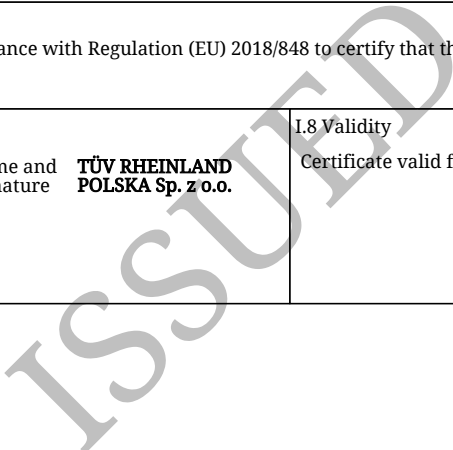 ance with Regulation (EU) 2018/848 to certify that th
I.8 Validity
me and TÜV RHEINLAND
Certificate valid f
nature POLSKA Sp. z o.o.
ISSUED